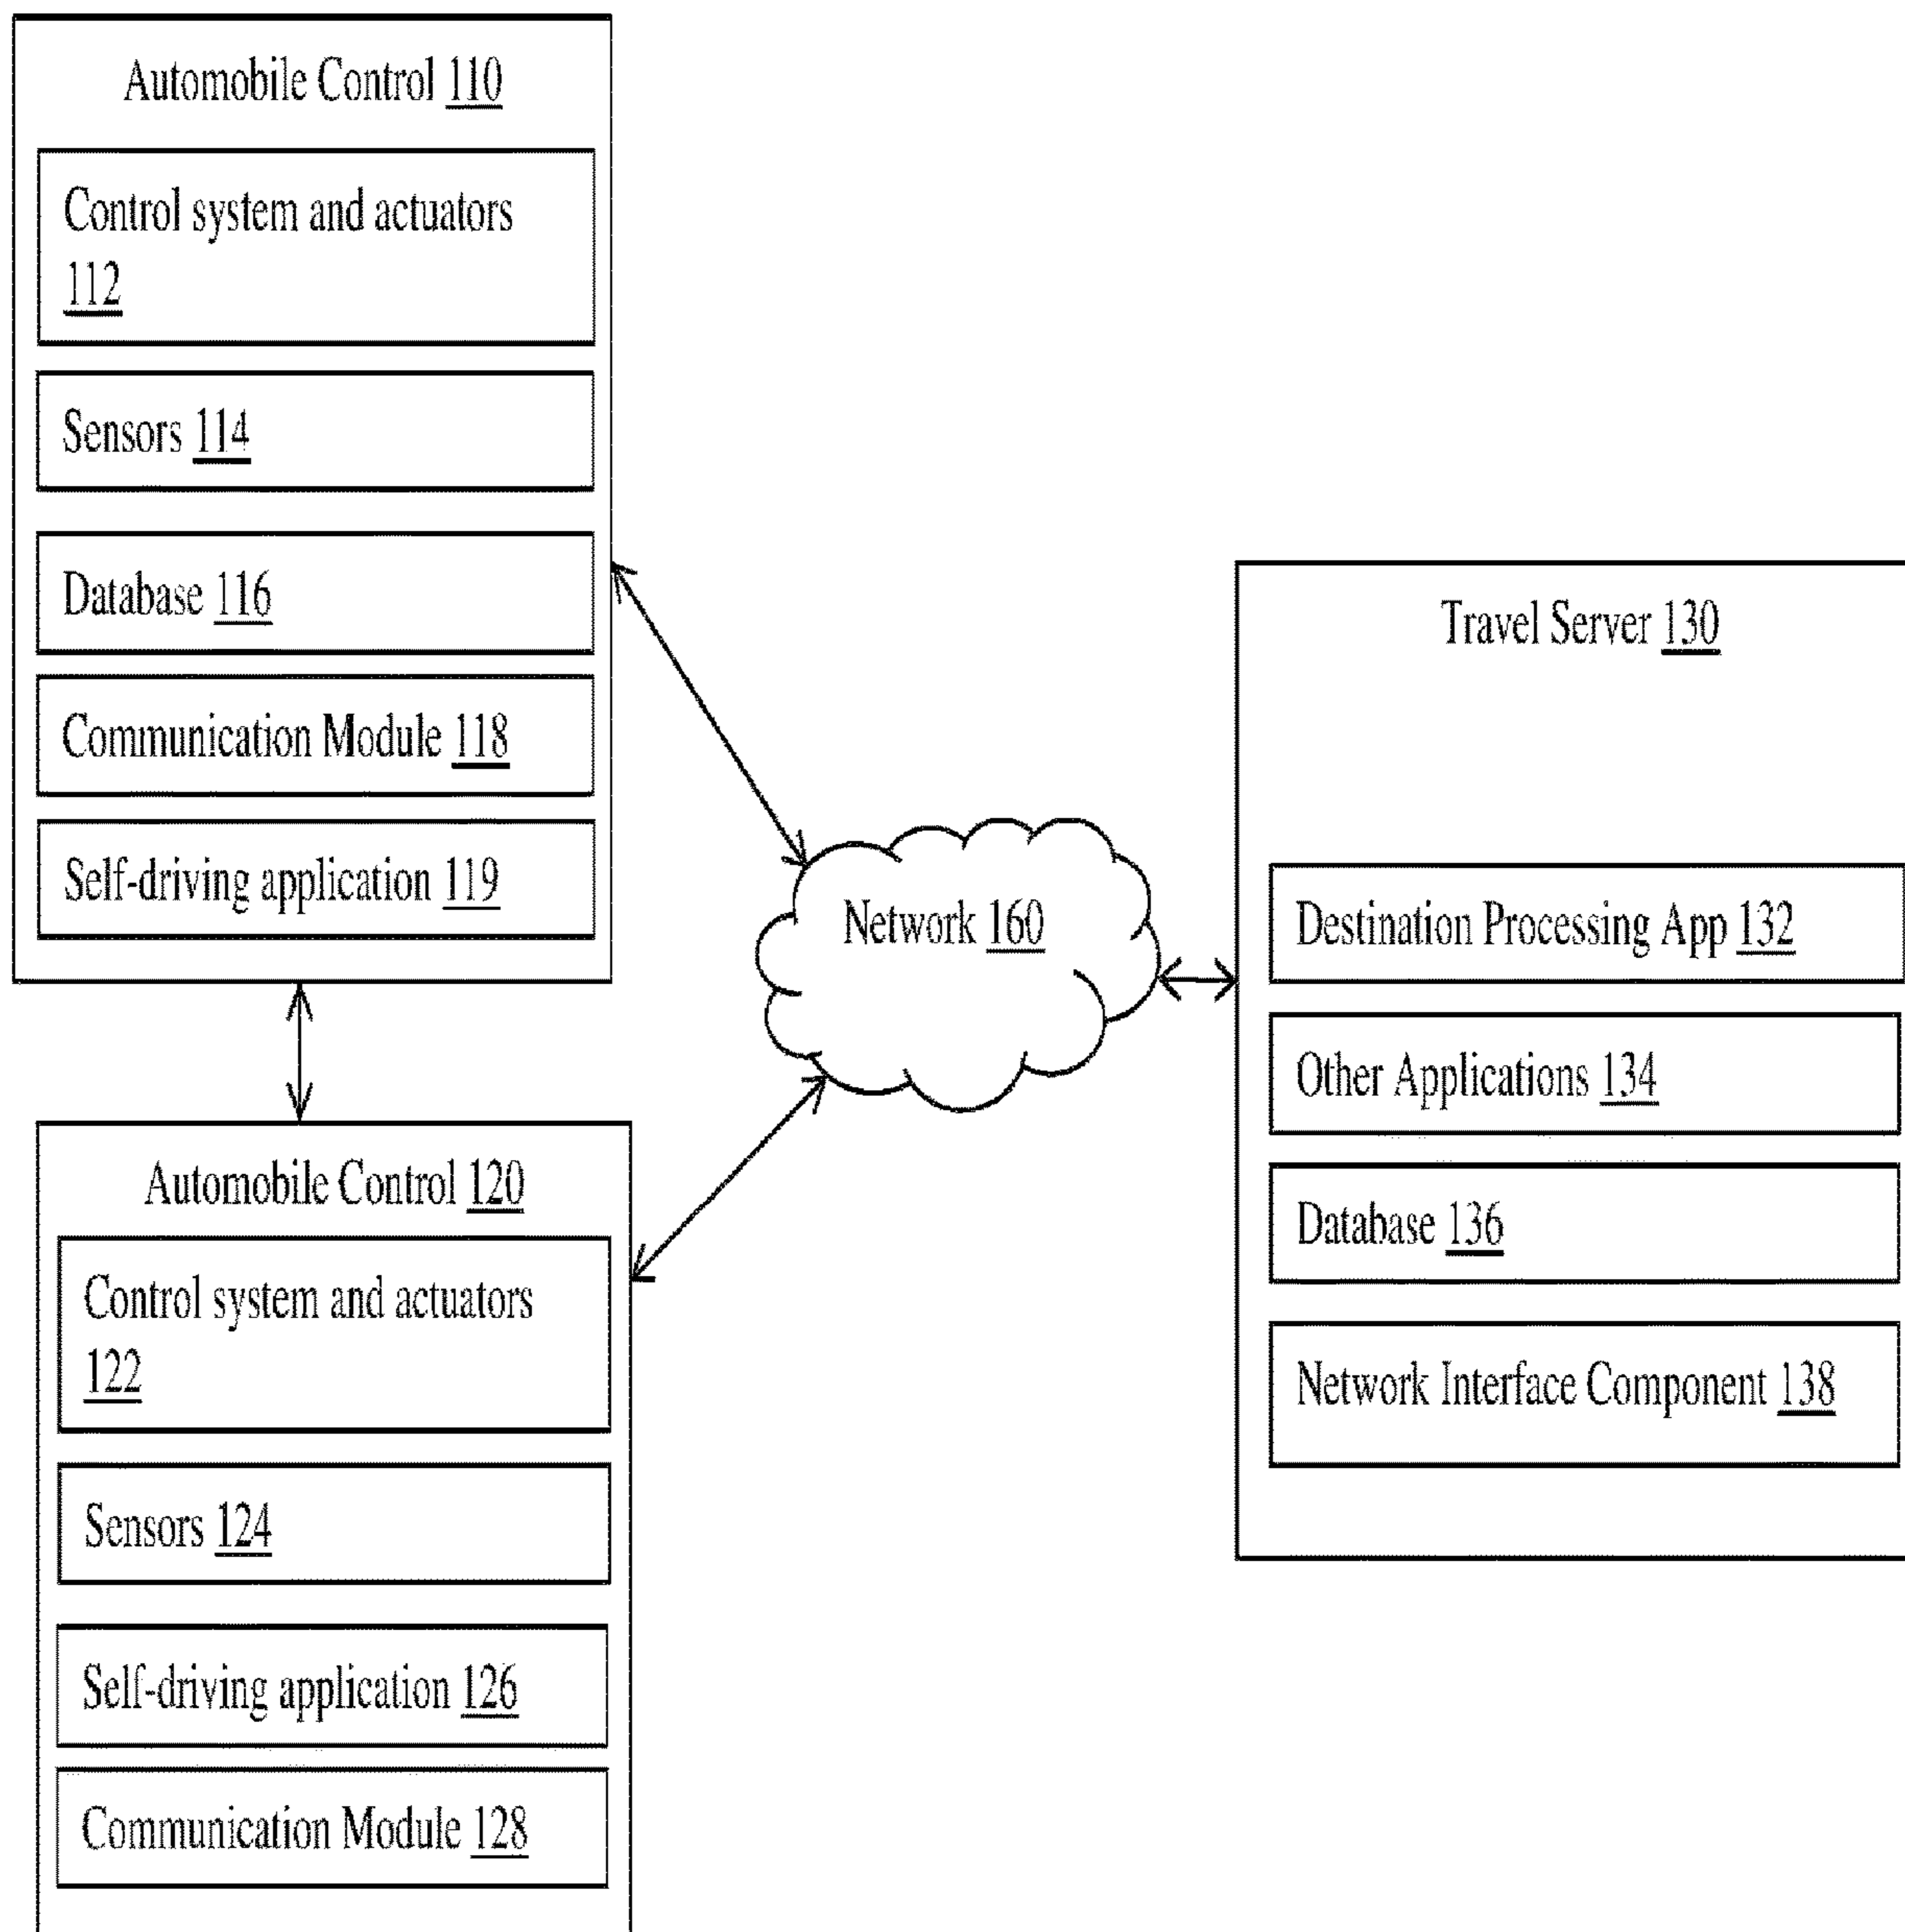 Automobile Control 110
Control system and actuators
112
Sensors 114
Database 116
Communication Module 118
Self-driving application 119
Automobile Control 120
Control system and actuators
122
Sensors 124
Self-driving application 126
Communication Module 128
Network 160
Travel Server 130
Destination Processing App 132
Other Applications 134
Database 136
Network Interface Component 138